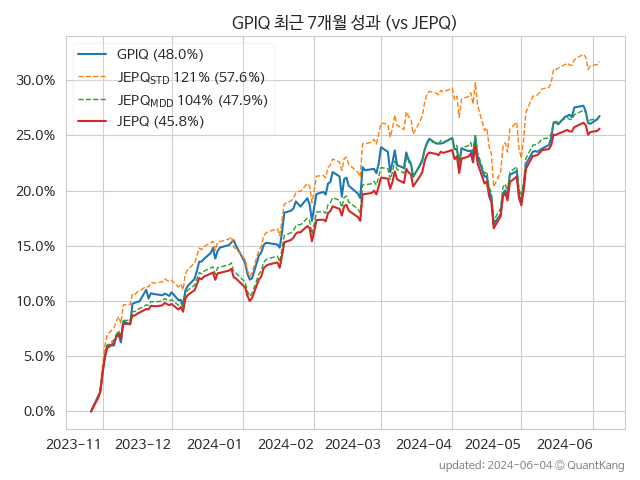 GPIQ 최근 7개월 성과 (vs JEPQ)
GPIQ (48.0%)
JEPQSTD 121% (57.6%)
JEPQMDD 104% (47.9%)
JEPQ (45.8%)
30.0%
25.0%
20.0%
15.0%
10.0%
5.0%
0.0%
2023-11 2023-12 2024-01 2024-02 2024-03 2024-04 2024-05 2024-06
updated: 2024-06-04 © QuantKang